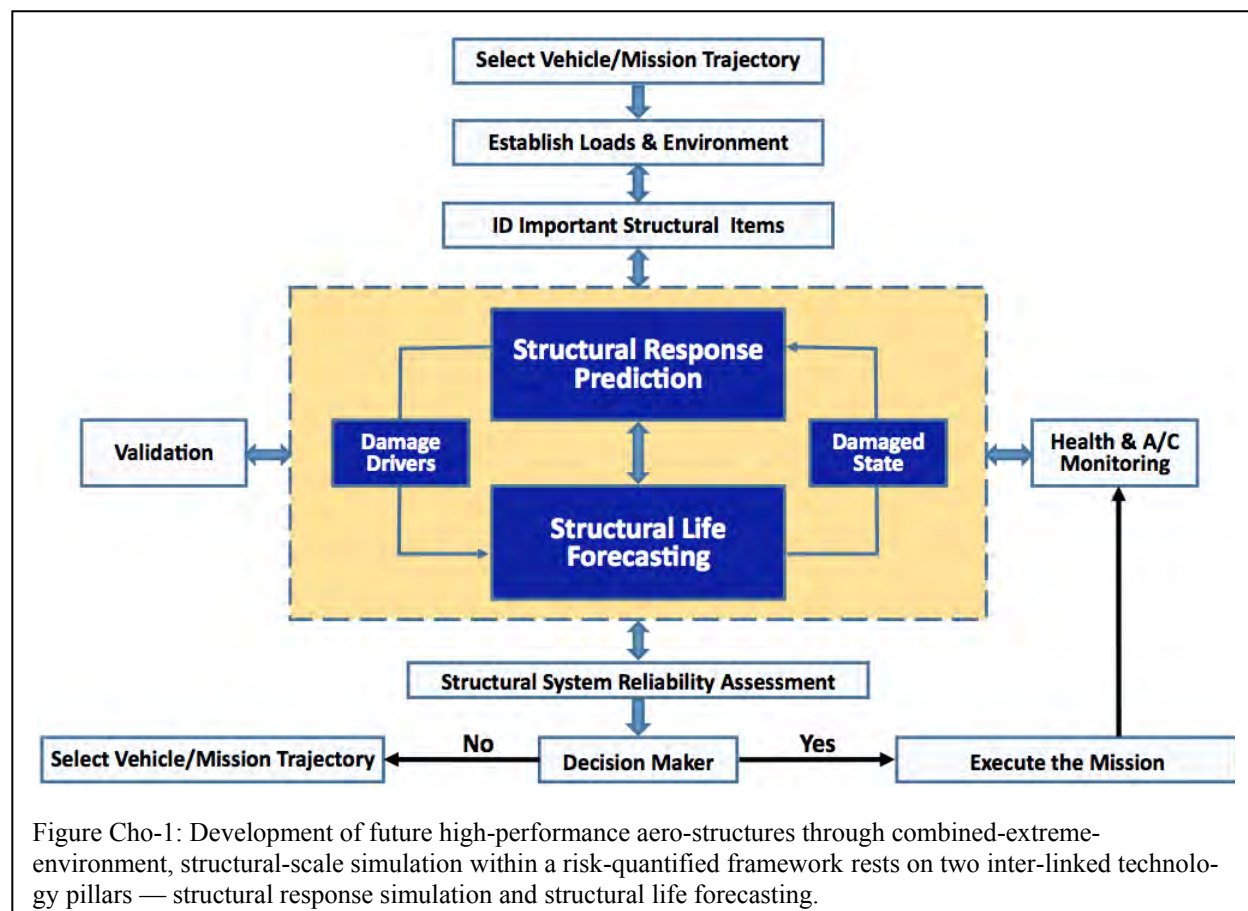 Select Vehicle/Mission Trajectory
Establish Loads & Environment
ID Important Structural Items
Structural Response
Prediction
Validation
Damage
Drivers
Damaged
State
Health & A/C
Monitoring
Structural Life
Forecasting
Structural System Reliability Assessment
Select Vehicle/Mission Trajectory
No
Decision Maker
Yes
Execute the Mission
Figure Cho-1: Development of future high-performance aero-structures through combined-extreme-
environment, structural-scale simulation within a risk-quantified framework rests on two inter-linked technolo-
gy pillars — structural response simulation and structural life forecasting.